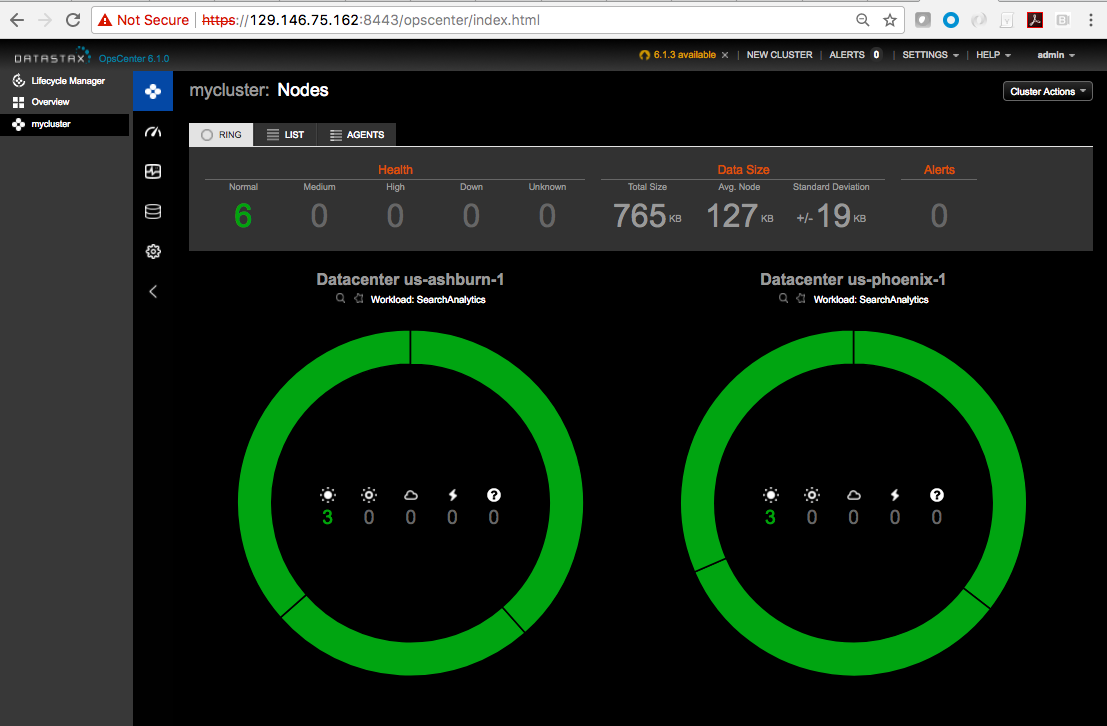 Not Secure https://129.146.75.162:8443/opscenter/index.html
DATASTAX OpsCenter 6.1.0
6.1.3 available × | NEW CLUSTER | ALERTS 0 | SETTINGS | HELP | admin
Lifecycle Manager
Overview
mycluster
mycluster: Nodes
Cluster Actions
RING LIST AGENTS
Health Data Size Alerts
Normal Medium High Down Unknown Total Size Avg. Node Standard Deviation
6 0 0 0 0 765 KB 127 KB +/- 19 KB 0
Datacenter us-ashburn-1 Datacenter us-phoenix-1
Workload: SearchAnalytics Workload: SearchAnalytics
? ?
3 0 0 0 0 3 0 0 0 0